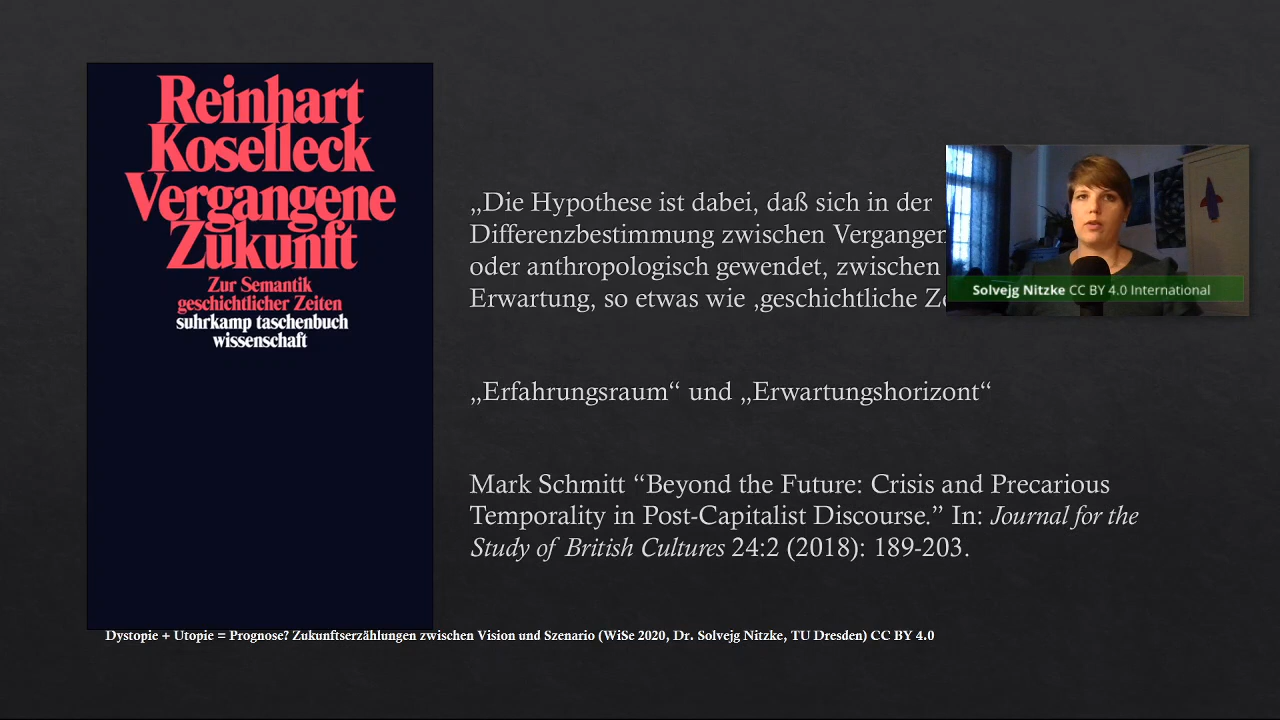 Reinhart
Koselleck
Vergangene
Zukunft
Zur Semantik
geschichtlicher Zeiten
suhrkamp taschenbuch
wissenschaft
„Die Hypothese ist dabei, daß sich in der
Differenzbestimmung zwischen
oder anthropologisch gewendet, zwischen
Erwartung, so etwas wie ‚geschichtliche
Solvejg Nitzke CC BY 4.0 International
„Erfahrungsraum“ und „Erwartungshorizont“
Mark Schmitt “Beyond the Future: Crisis and Precarious
Temporality in Post-Capitalist Discourse.” In: Journal for the
Study of British Cultures 24:2 (2018): 189-203.
Dystopie + Utopie = Prognose? Zukunftserzählungen zwischen Vision und Szenario (WiSe 2020, Dr. Solvejg Nitzke, TU Dresden) CC BY 4.0